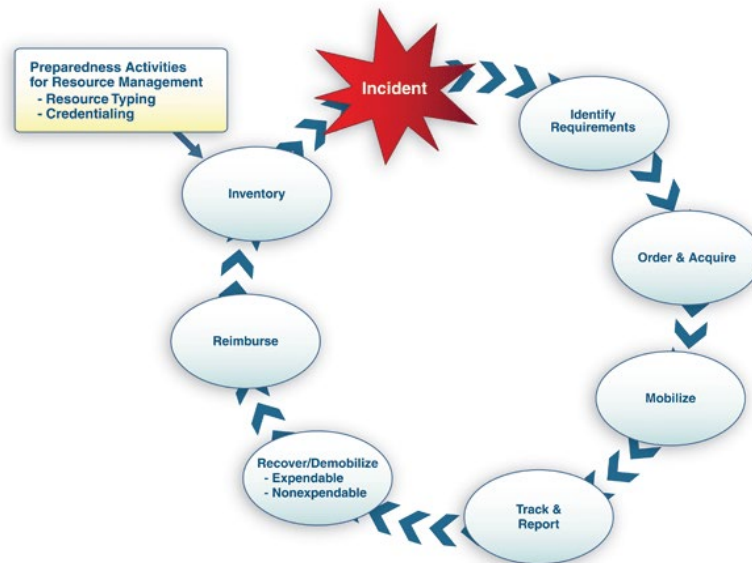 Preparedness Activities
for Resource Management
- Resource Typing
- Credentialing
Incident
Identify
Requirements
Order & Acquire
Mobilize
Track &
Report
Recover/Demobilize
- Expendable
- Nonexpendable
Reimburse
Inventory